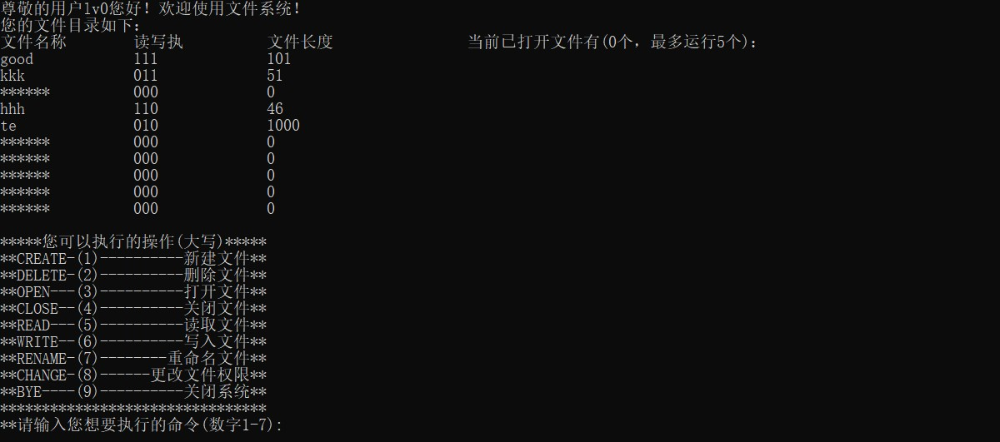 尊敬的用户lv0您好! 欢迎使用文件系统!
您的文件目录如下:
文件名称 读写执 文件长度 当前已打开文件有(0个, 最多运行5个):
good 111 101
kkk 011 51
****** 000 0
hhh 110 46
te 010 1000
****** 000 0
****** 000 0
****** 000 0
****** 000 0
****** 000 0
*****您可以执行的操作(大写)*****
**CREATE-(1)----------新建文件**
**DELETE-(2)----------删除文件**
**OPEN---(3)----------打开文件**
**CLOSE--(4)----------关闭文件**
**READ---(5)----------读取文件**
**WRITE--(6)----------写入文件**
**RENAME-(7)--------重命名文件**
**CHANGE-(8)------更改文件权限**
**BYE----(9)----------关闭系统**
********************************
**请输入您想要执行的命令(数字1-7):